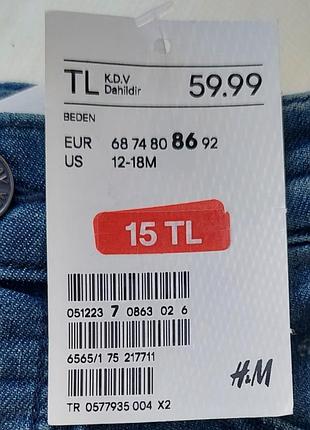 TL K.D.V Dahildir 59.99
BEDEN
EUR 68 74 80 86 92
US 12-18M
15 TL
051223 7 0863 02 6
6565/1 75 217711
H&M
TR 0577935 004 X2